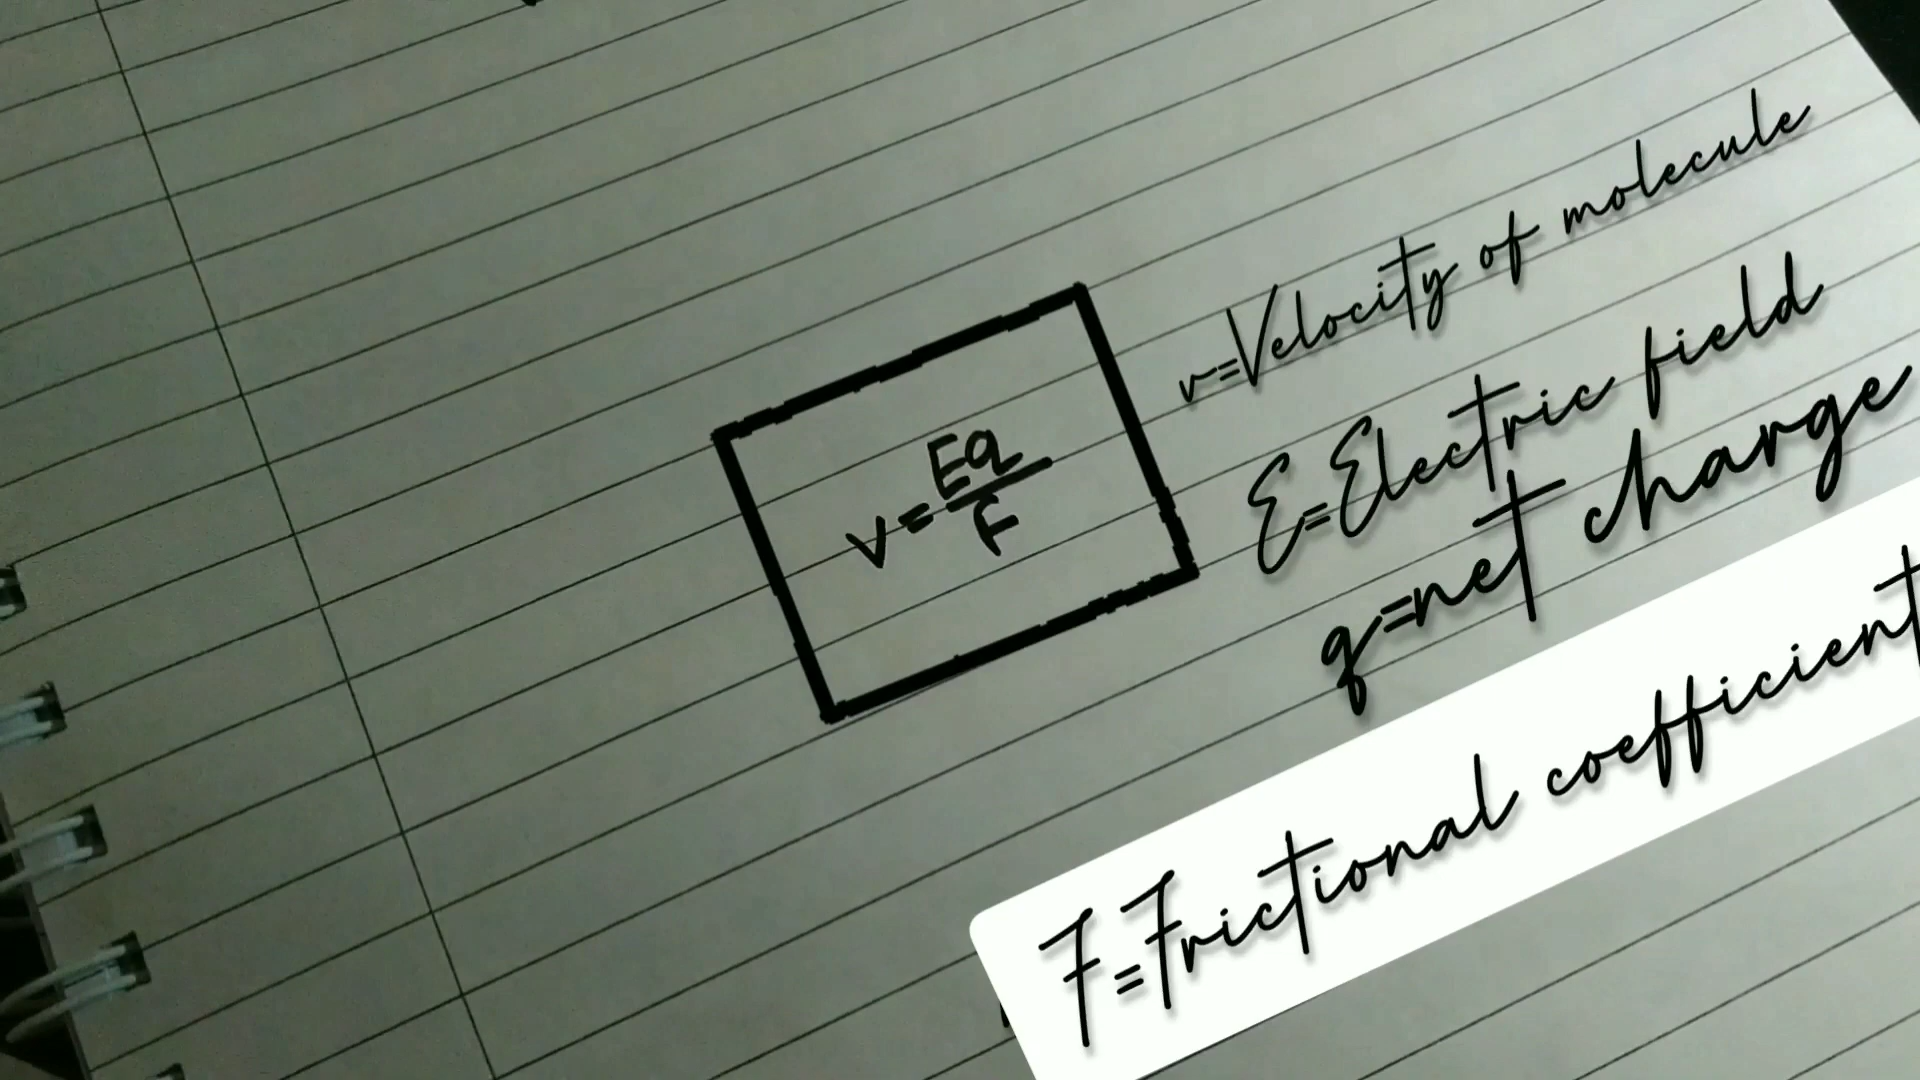 v = Eq/F
v=Velocity of molecule
E=Electric field
q=net charge
F=Frictional coefficient